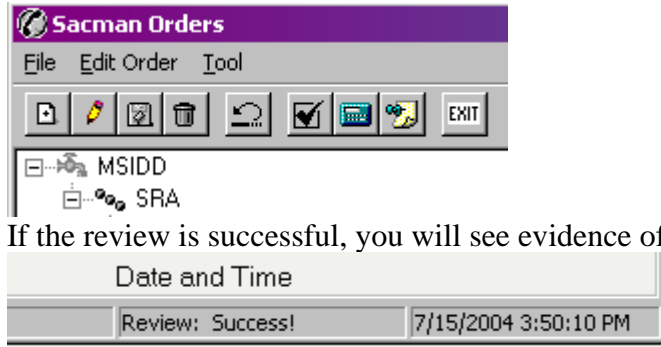 Sacman Orders
File Edit Order Tool
EXIT
MSIDD
SRA
If the review is successful, you will see evidence of
Date and Time
Review: Success! 7/15/2004 3:50:10 PM